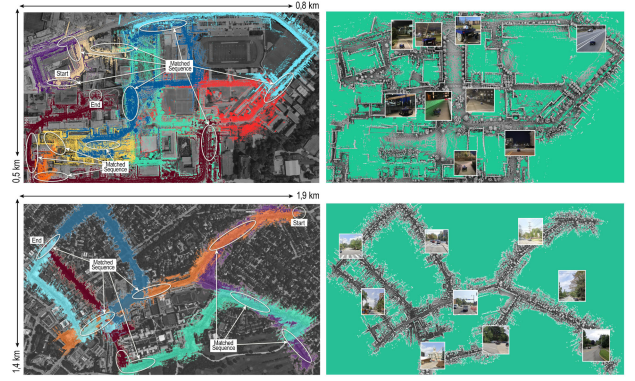 0,8 km
Matched
Sequence
Start
End
Matched
Sequence
0,5 km
1,9 km
Start
End
Matched
Sequence
Matched
Sequence
1,4 km